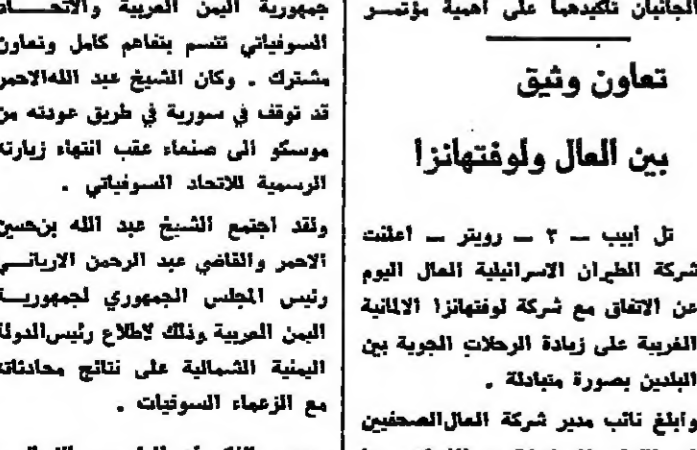 الجانبان تاكيدهما على اهمية مؤتمر
تعاون وثيق
بين العال ولوفتهانزا
تل ابيب — ٣ — رويتر — اعلنت
شركة الطيران الاسرائيلية العال اليوم
عن الاتفاق مع شركة لوفتهانزا الالمانية
الغربية على زيادة الرحلات الجوية بين
البلدين بصورة متبادلة .
وابلغ نائب مدير شركة العال الصحفيين
جمهورية اليمن العربية والاتحاد
السوفياتي تتسم بتفاهم كامل وتعاون
مشترك . وكان الشيخ عبد الله الاحمر
قد توقف في سورية في طريق عودته من
موسكو الى صنعاء عقب انتهاء زيارته
الرسمية للاتحاد السوفياتي .
ولقد اجتمع الشيخ عبد الله بن حسين
الاحمر والقاضي عبد الرحمن الارياني
رئيس المجلس الجمهوري لجمهورية
اليمن العربية وذلك لاطلاع رئيس الدولة
اليمنية الشمالية على نتائج محادثاته
مع الزعماء السوفيات .